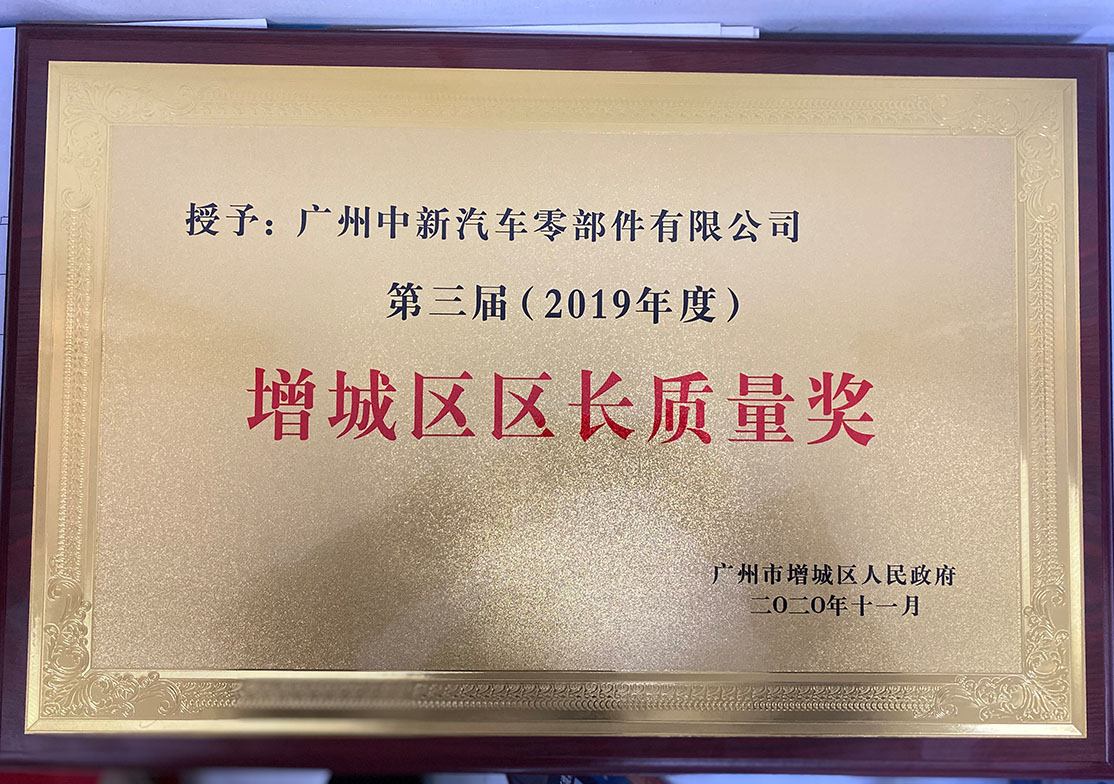 授予：广州中新汽车零部件有限公司
第三届（2019年度）
增城区区长质量奖
广州市增城区人民政府
二〇二〇年十一月